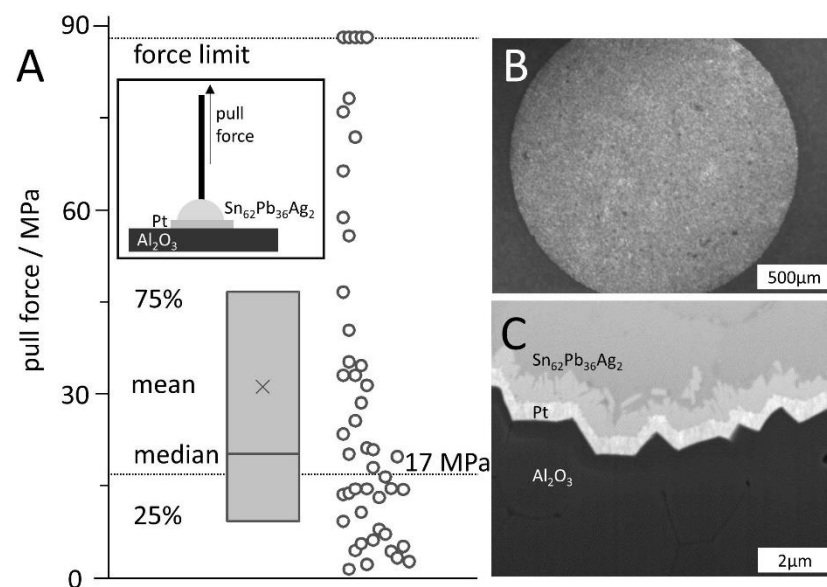 A
90
60
30
0
pull force / MPa
force limit
pull
force
Sn₆₂Pb₃₆Ag₂
Pt
Al₂O₃
75%
mean
median
17 MPa
25%
B
500µm
C
Sn₆₂Pb₃₆Ag₂
Pt
Al₂O₃
2µm